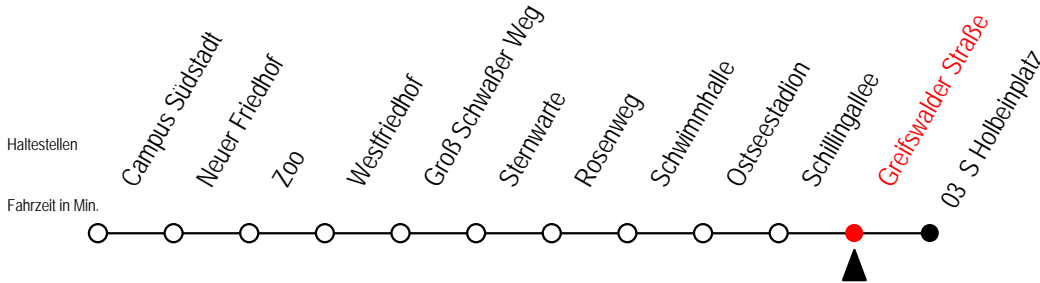 Haltestellen
Fahrzeit in Min.
Campus Südstadt
Neuer Friedhof
Zoo
Westfriedhof
Groß Schwaßer Weg
Sternwarte
Rosenweg
Schwimmhalle
Ostseestadion
Schillingallee
Greifswalder Straße
03 S Holbeinplatz